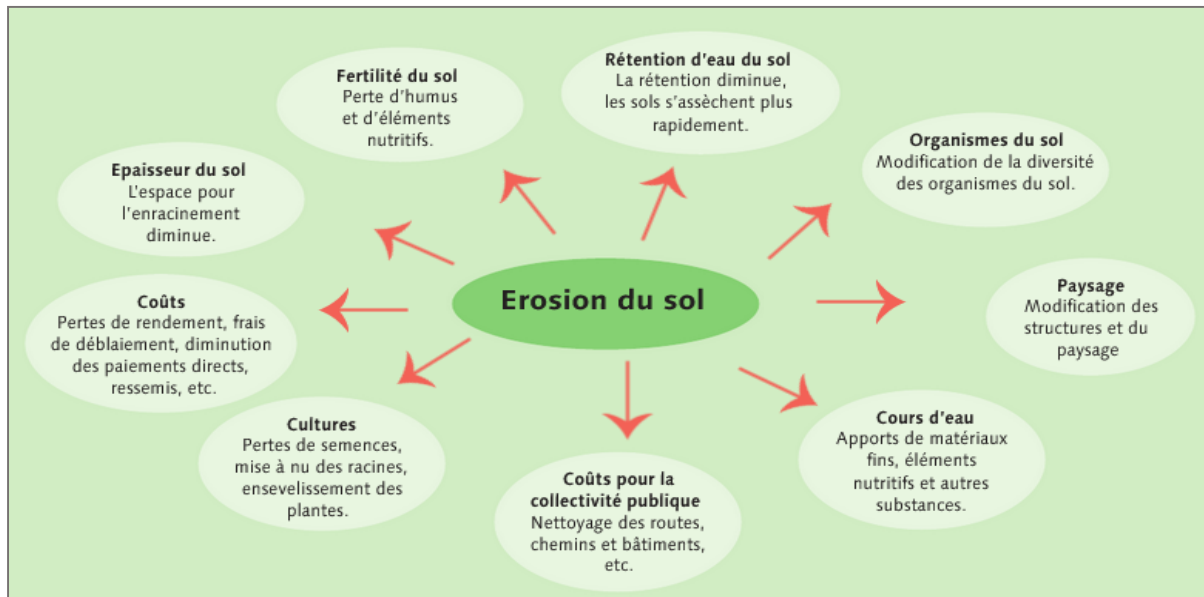 Rétention d'eau du sol
La rétention diminue,
les sols s'assèchent plus
rapidement.
Fertilité du sol
Perte d'humus
et d'éléments
nutritifs.
Organismes du sol
Modification de la diversité
des organismes du sol.
Epaisseur du sol
L'espace pour
l'enracinement
diminue.
Erosion du sol
Paysage
Modification des
structures et du
paysage
Coûts
Pertes de rendement, frais
de déblaiement, diminution
des paiements directs,
ressemis, etc.
Cultures
Pertes de semences,
mise à nu des racines,
ensevelissement des
plantes.
Cours d'eau
Apports de matériaux
fins, éléments
nutritifs et autres
substances.
Coûts pour la
collectivité publique
Nettoyage des routes,
chemins et bâtiments,
etc.